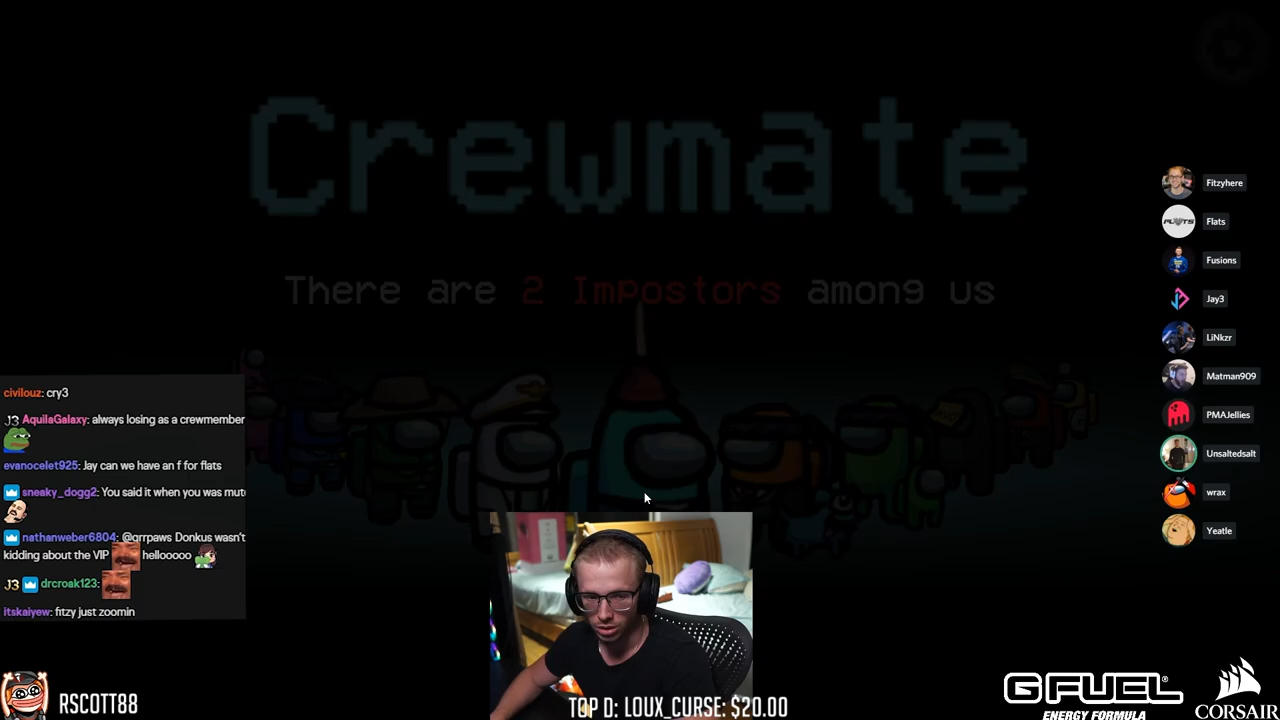 Crewmate
There are 2 Impostors among us
Fitzyhere
Flats
Fusions
Jay3
LiNkzr
Matman909
PMAJellies
Unsaltedsalt
wrax
Yeatle
civilouz: cry3
J3 AquilaGalaxy: always losing as a crewmember
evanocelet925: Jay can we have an f for flats
sneaky_dogg2: You said it when you was mute
nathanweber6804: @grrpaws Donkus wasn't
kidding about the VIP hellooooo
J3 drcroak123:
itskaiyew: fitzy just zoomin
RSCOTT88
TOP D: LOUX_CURSE: $20.00
G FUEL
ENERGY FORMULA
CORSAIR